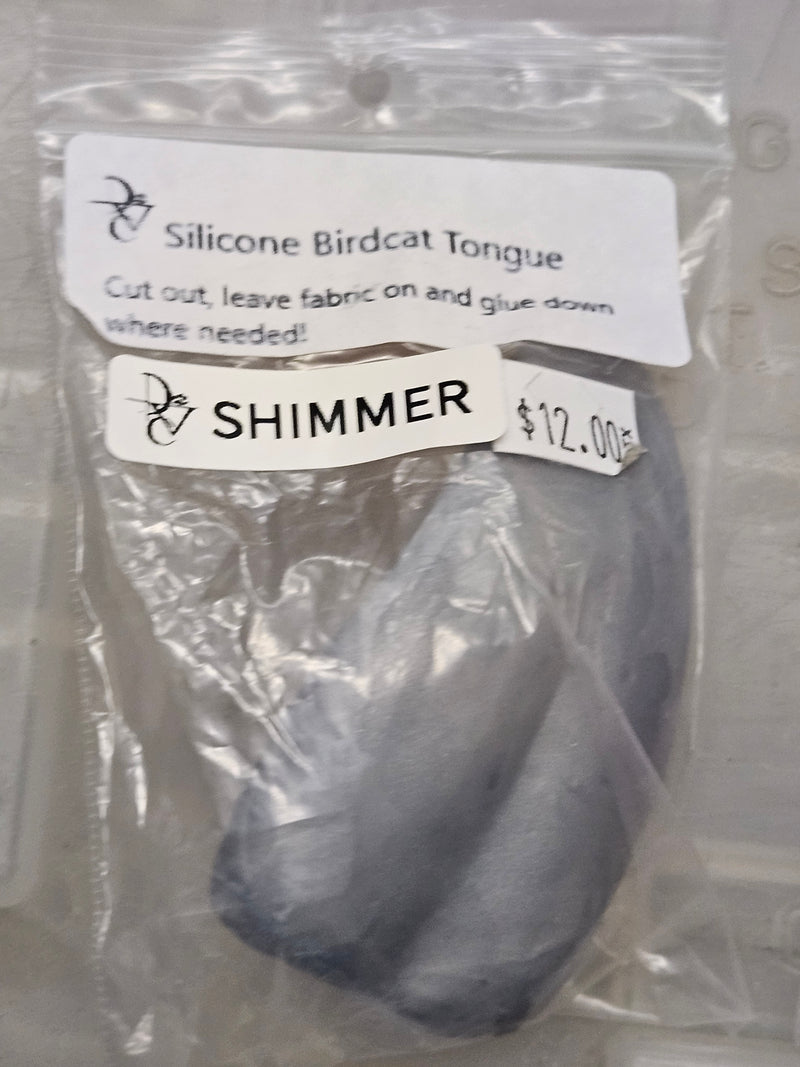 Silicone Birdcat Tongue
Cut out, leave fabric on and glue down
where needed!
SHIMMER
$12.00